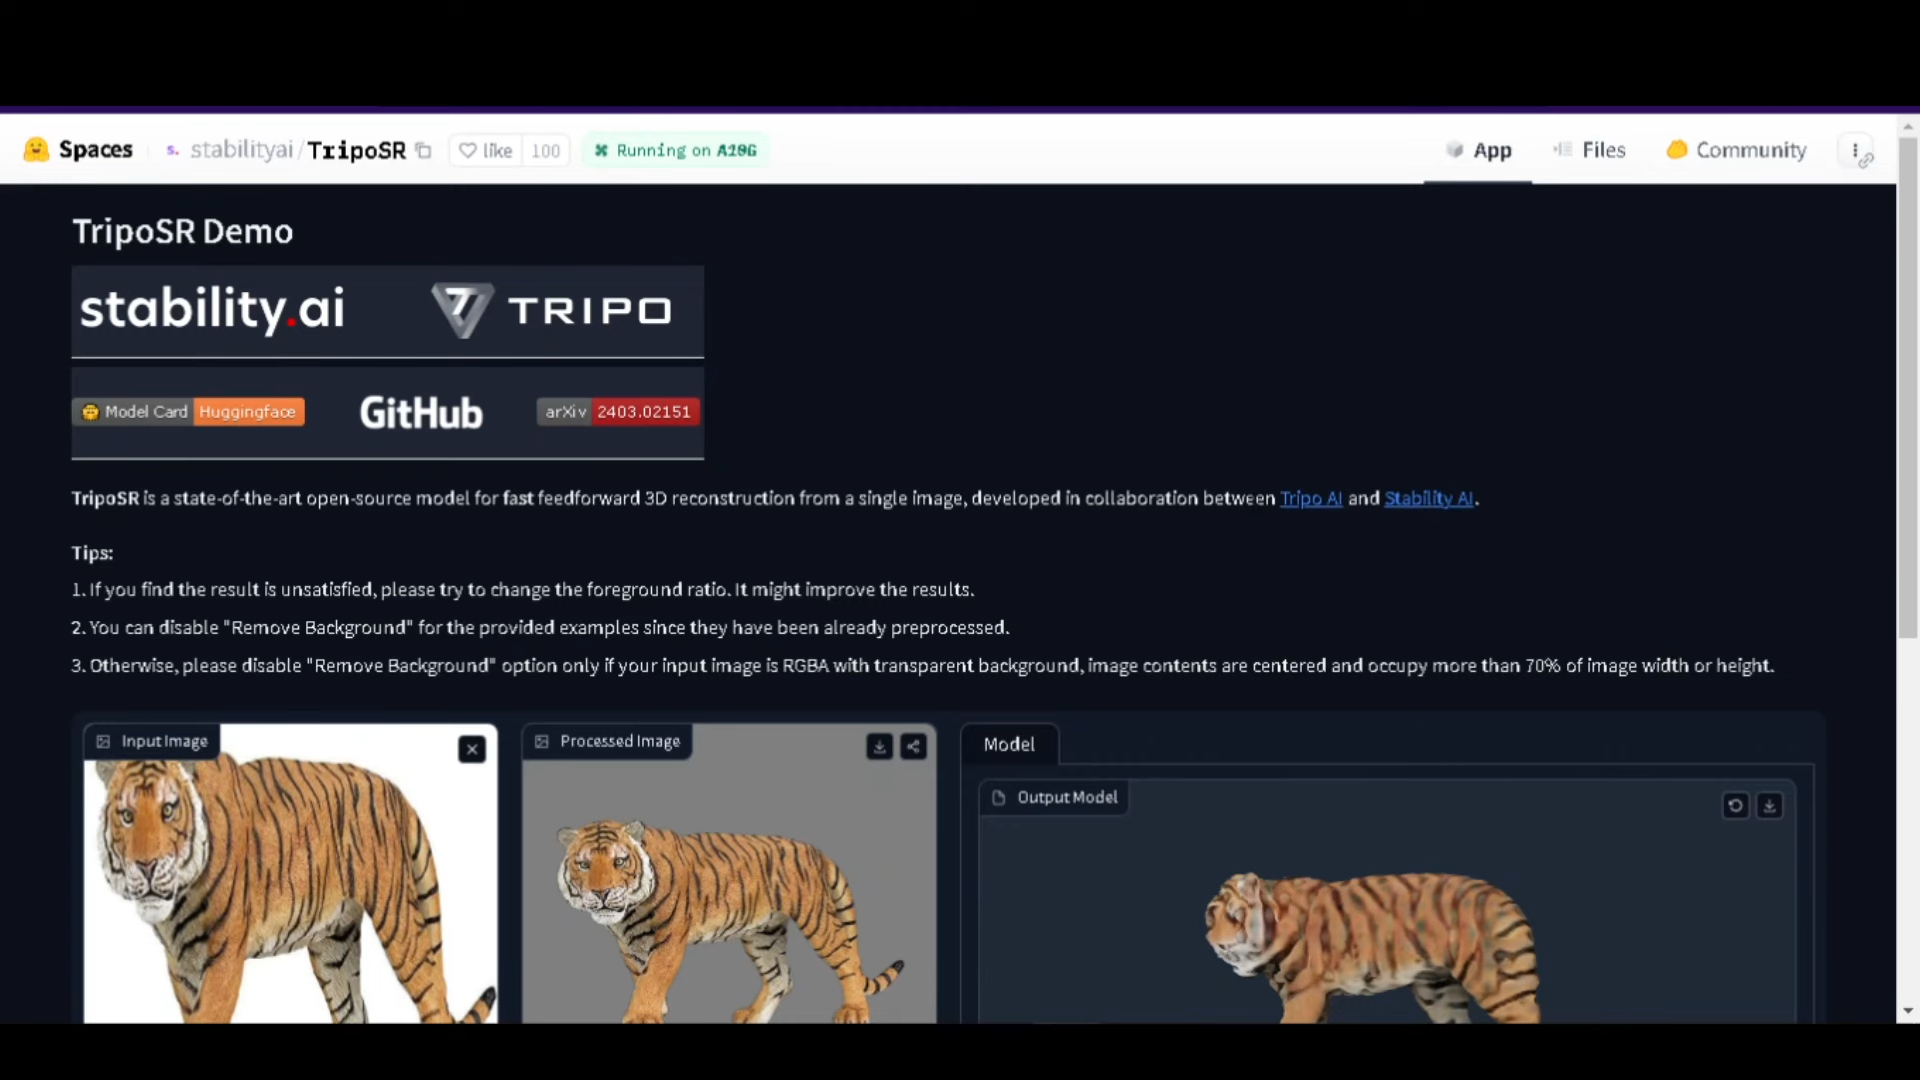 Spaces
s. stabilityai/TripoSR like 100 Running on A10G
App Files Community
TripoSR Demo
stability.ai TRIPO
Model Card Huggingface GitHub arXiv 2403.02151
TripoSR is a state-of-the-art open-source model for fast feedforward 3D reconstruction from a single image, developed in collaboration between Tripo AI and Stability AI.
Tips:
1. If you find the result is unsatisfied, please try to change the foreground ratio. It might improve the results.
2. You can disable "Remove Background" for the provided examples since they have been already preprocessed.
3. Otherwise, please disable "Remove Background" option only if your input image is RGBA with transparent background, image contents are centered and occupy more than 70% of image width or height.
Input Image
Processed Image
Model
Output Model